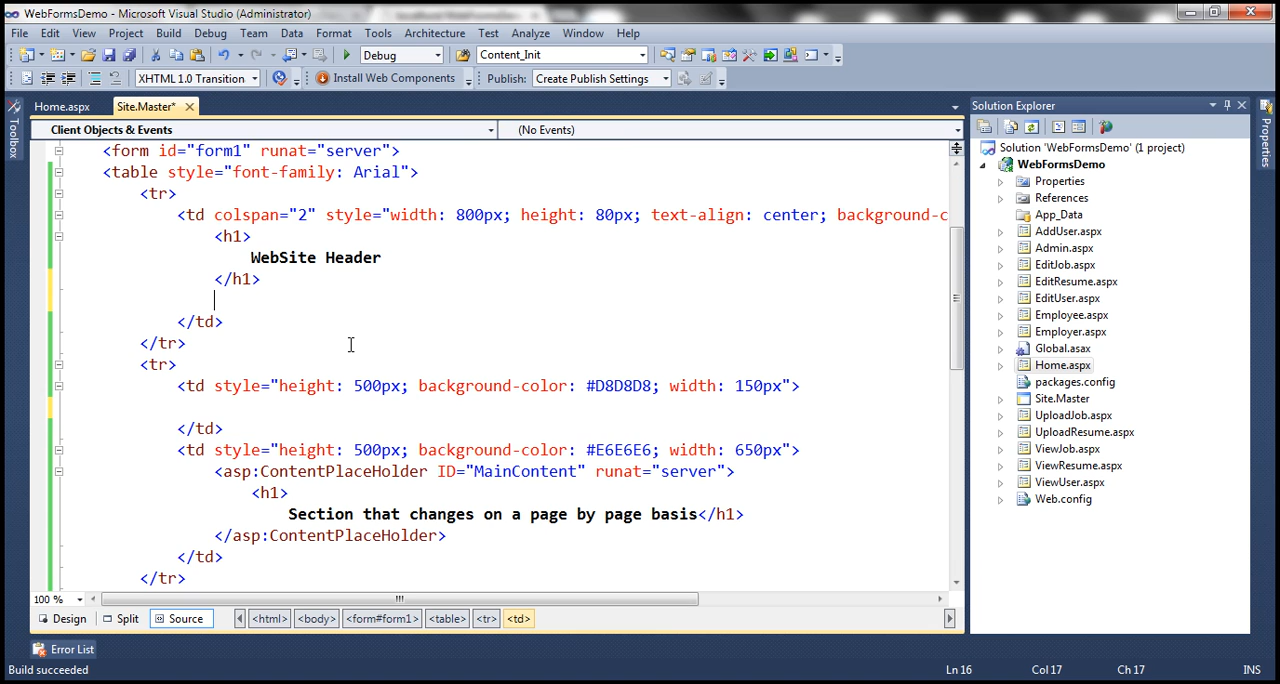 WebFormsDemo - Microsoft Visual Studio (Administrator)
File Edit View Project Build Debug Team Data Format Tools Architecture Test Analyze Window Help
Debug Content_Init
XHTML 1.0 Transition Install Web Components Publish: Create Publish Settings
Home.aspx Site.Master* Solution Explorer
Toolbox
Properties
Client Objects & Events (No Events)
<form id="form1" runat="server">
<table style="font-family: Arial">
<tr>
<td colspan="2" style="width: 800px; height: 80px; text-align: center; background-c
<h1>
WebSite Header
</h1>
</td>
</tr>
<tr>
<td style="height: 500px; background-color: #D8D8D8; width: 150px">
</td>
<td style="height: 500px; background-color: #E6E6E6; width: 650px">
<asp:ContentPlaceHolder ID="MainContent" runat="server">
<h1>
Section that changes on a page by page basis</h1>
</asp:ContentPlaceHolder>
</td>
</tr>
Solution 'WebFormsDemo' (1 project)
WebFormsDemo
Properties
References
App_Data
AddUser.aspx
Admin.aspx
EditJob.aspx
EditResume.aspx
EditUser.aspx
Employee.aspx
Employer.aspx
Global.asax
Home.aspx
packages.config
Site.Master
UploadJob.aspx
UploadResume.aspx
ViewJob.aspx
ViewResume.aspx
ViewUser.aspx
Web.config
100 %
Design Split Source <html> <body> <form#form1> <table> <tr> <td>
Error List
Build succeeded Ln 16 Col 17 Ch 17 INS